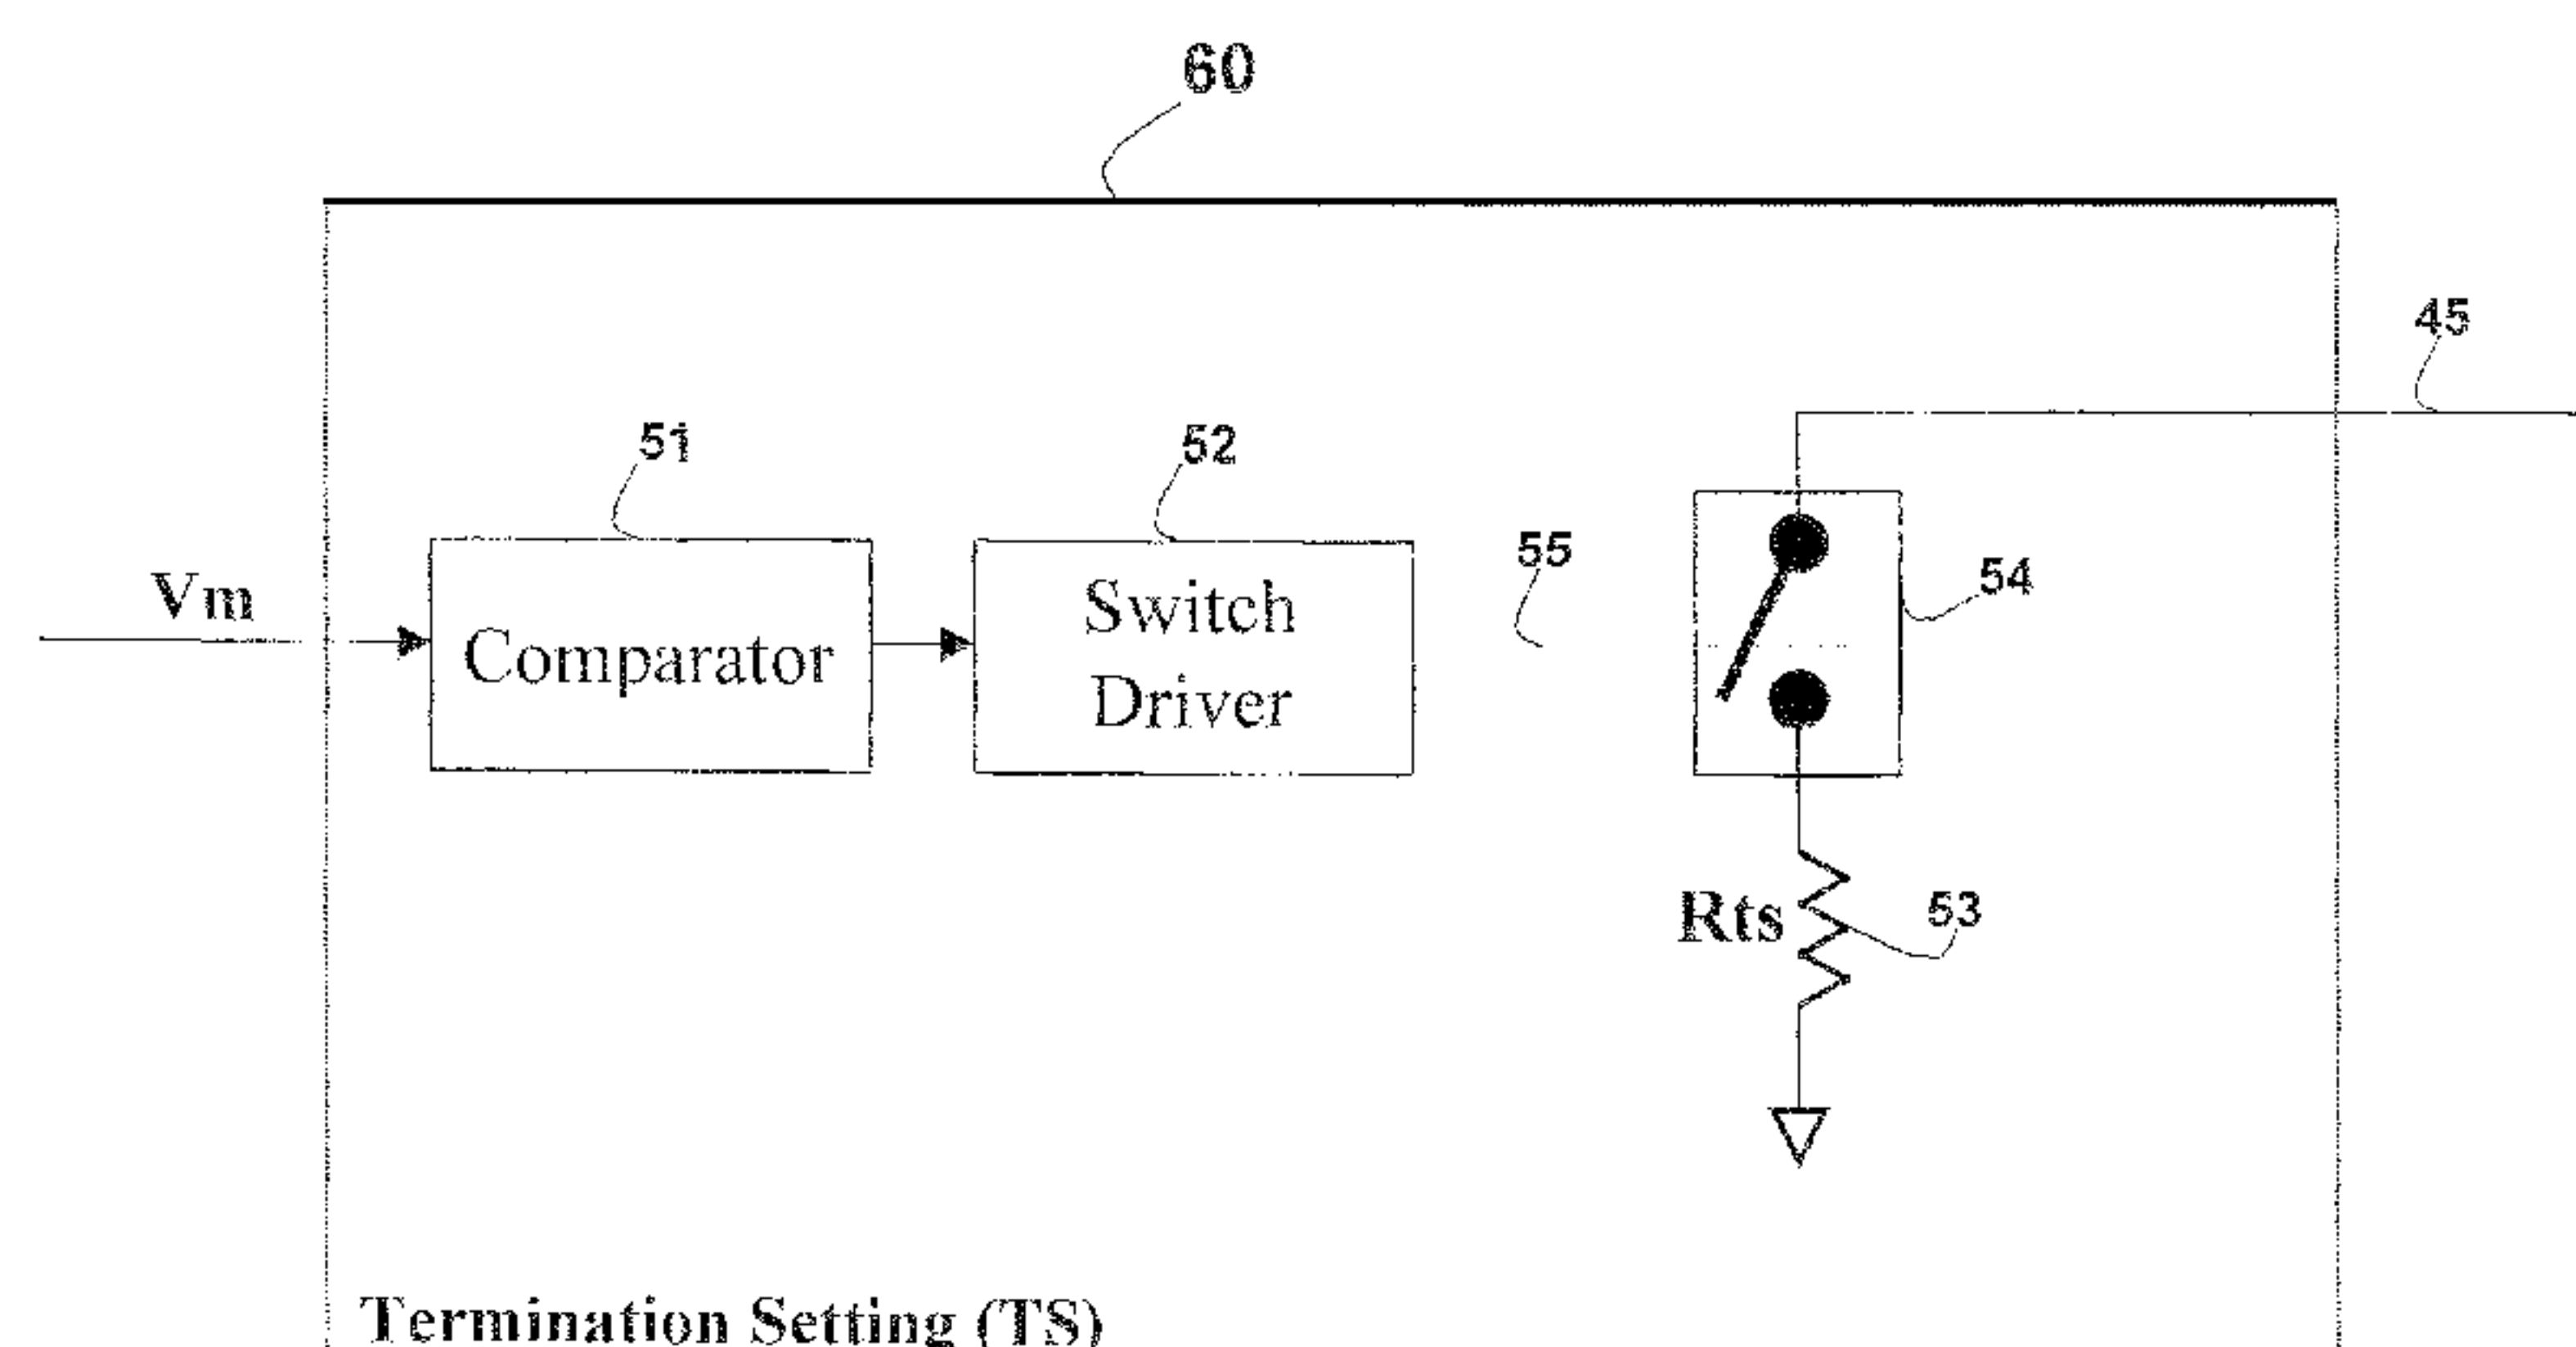 60
45
51
52
55
54
Vm
Comparator
Switch
Driver
Rts
53
Termination Setting (TS)